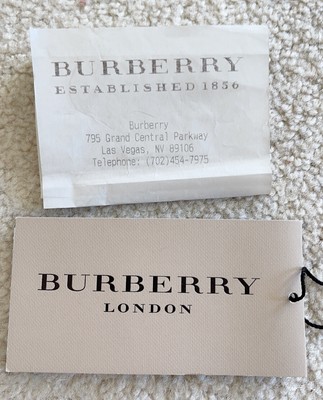 BURBERRY
ESTABLISHED 1856
Burberry
795 Grand Central Parkway
Las Vegas, NV 89106
Telephone: (702)454-7975
BURBERRY
LONDON